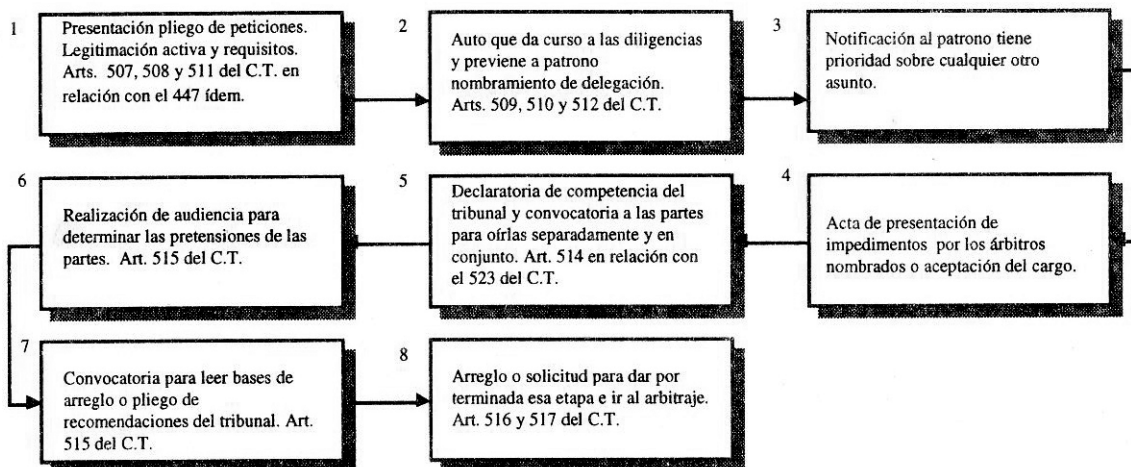 1
Presentación pliego de peticiones.
Legitimación activa y requisitos.
Arts. 507, 508 y 511 del C.T. en
relación con el 447 ídem.
2
Auto que da curso a las diligencias
y previene a patrono
nombramiento de delegación.
Arts. 509, 510 y 512 del C.T.
3
Notificación al patrono tiene
prioridad sobre cualquier otro
asunto.
4
Acta de presentación de
impedimentos por los árbitros
nombrados o aceptación del cargo.
5
Declaratoria de competencia del
tribunal y convocatoria a las partes
para oírlas separadamente y en
conjunto. Art. 514 en relación con
el 523 del C.T.
6
Realización de audiencia para
determinar las pretensiones de las
partes. Art. 515 del C.T.
7
Convocatoria para leer bases de
arreglo o pliego de
recomendaciones del tribunal. Art.
515 del C.T.
8
Arreglo o solicitud para dar por
terminada esa etapa e ir al arbitraje.
Art. 516 y 517 del C.T.